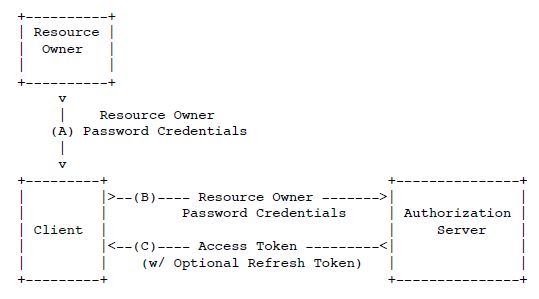 +----------+
| Resource |
| Owner |
| |
+----------+
v
| Resource Owner
(A) Password Credentials
|
v
+---------+ +---------------+
| |>--(B)---- Resource Owner ------->| |
| | Password Credentials | Authorization |
| Client | | Server |
| |<--(C)---- Access Token ---------<| |
| | (w/ Optional Refresh Token) | |
+---------+ +---------------+